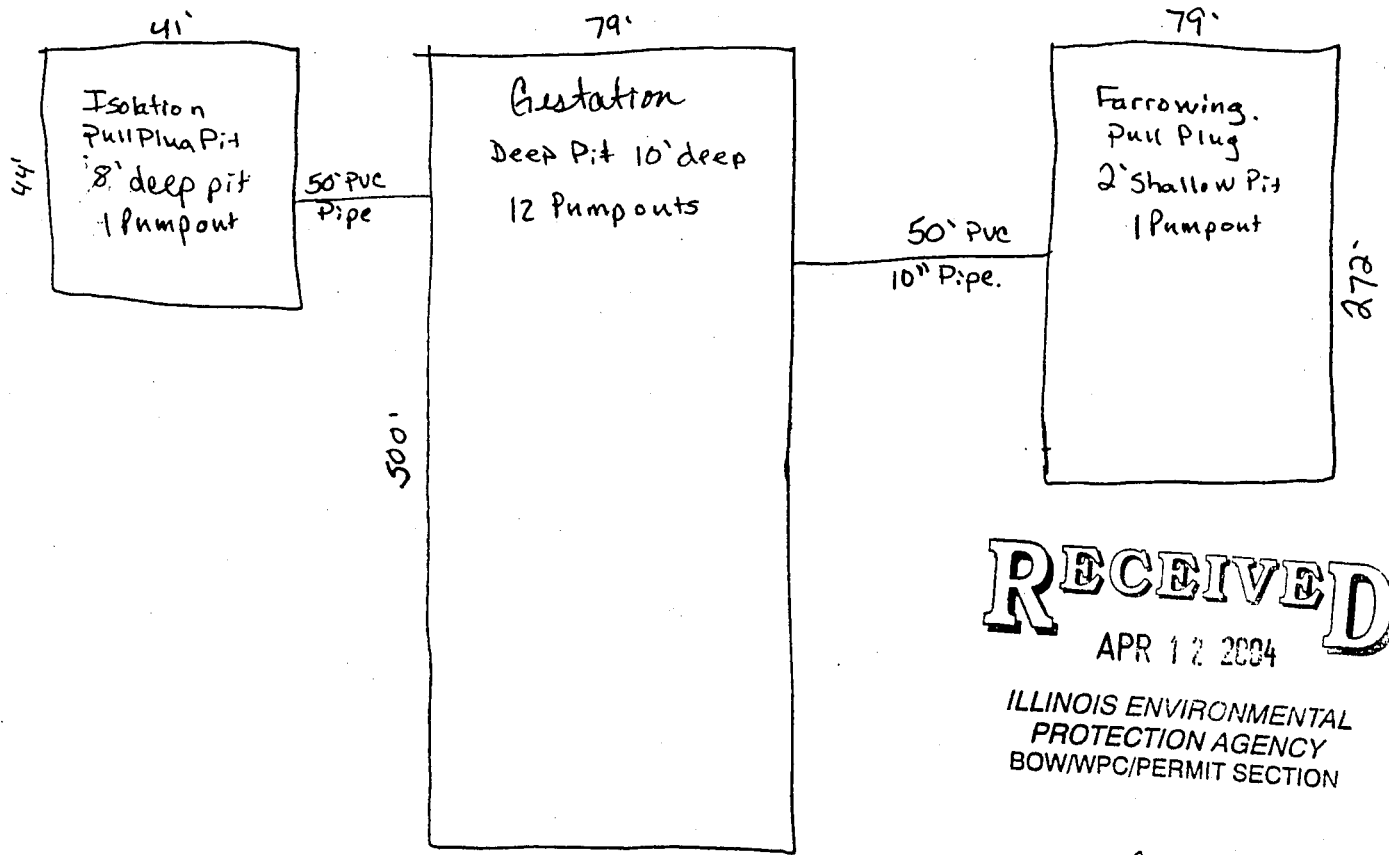 41'
44'
Isolation
Pull Plug Pit
8' deep pit
1 Pumpout
50' PVC
Pipe
79'
Gestation
Deep Pit 10' deep
12 Pumpouts
500'
50' PVC
10" Pipe.
79'
Farrowing.
Pull Plug
2' Shallow Pit
1 Pumpout
272'
RECEIVED
APR 12 2004
ILLINOIS ENVIRONMENTAL
PROTECTION AGENCY
BOW/WPC/PERMIT SECTION